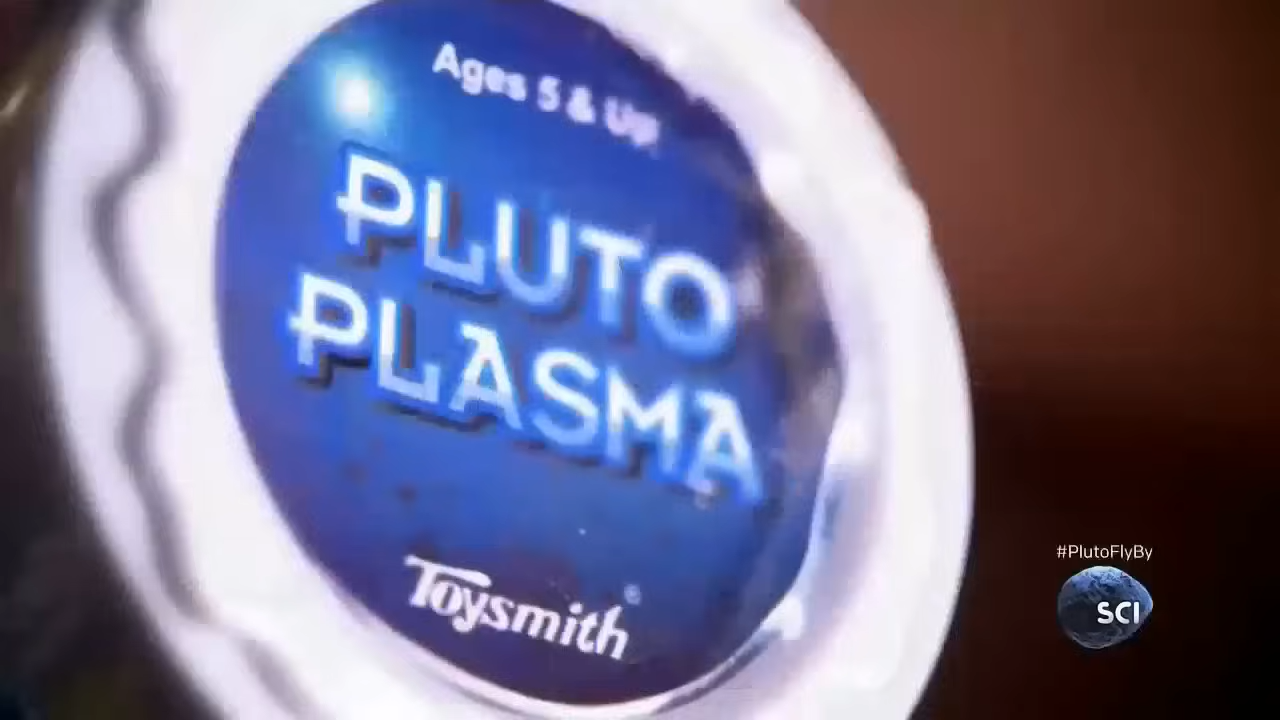 Ages 5 & Up
PLUTO
PLASMA
Toysmith®
#PlutoFlyBy
SCI